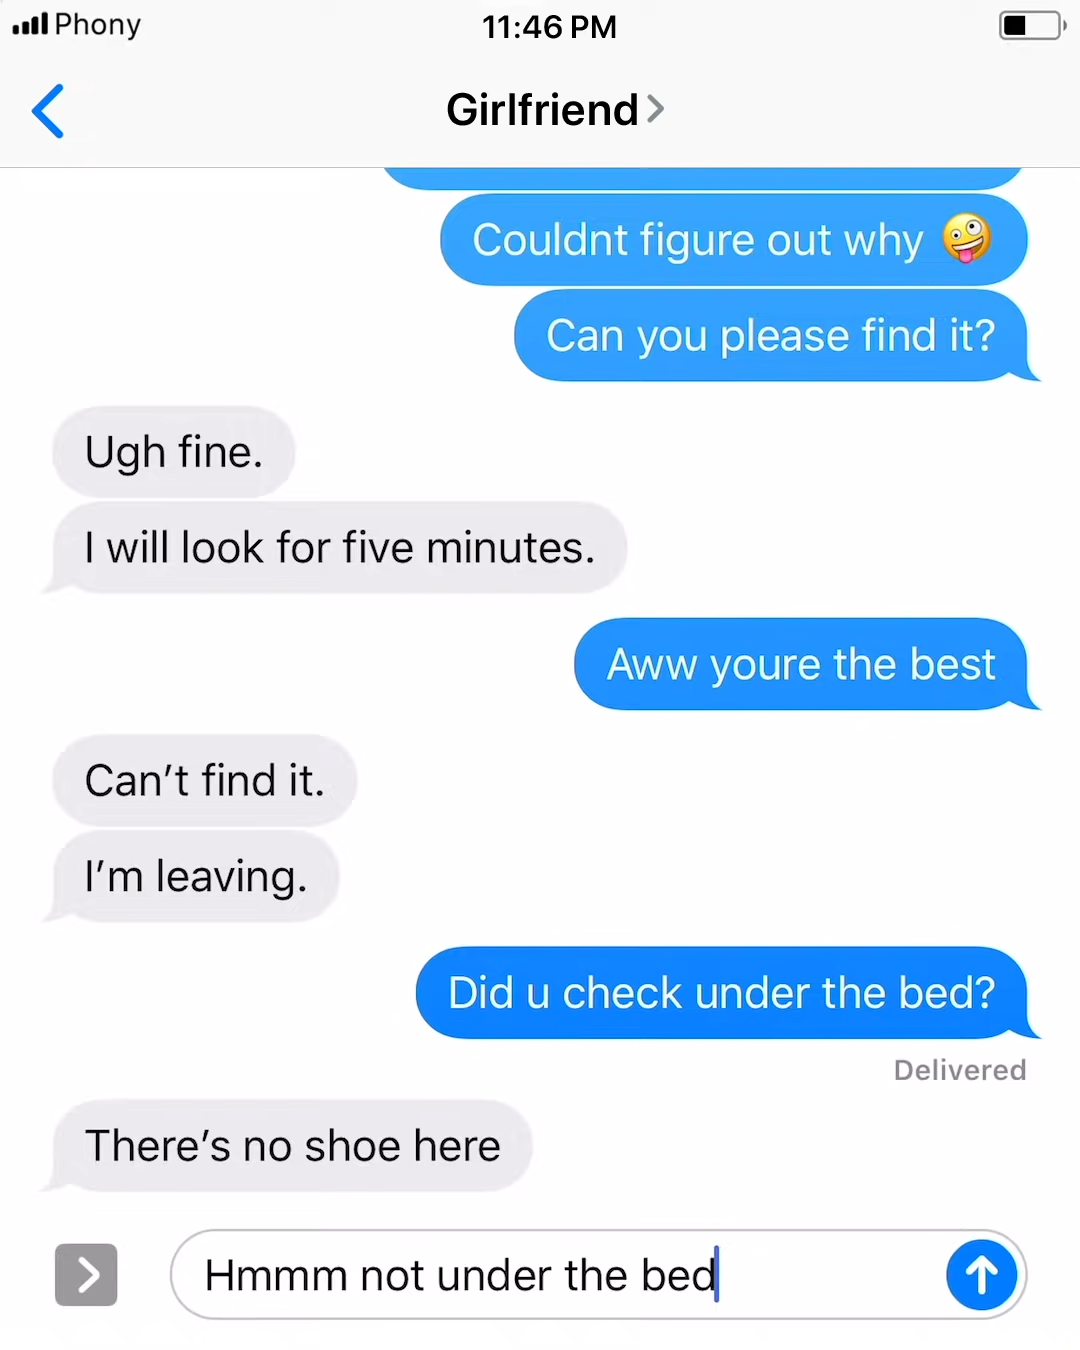 Phony
11:46 PM
Girlfriend
Couldnt figure out why 🤪
Can you please find it?
Ugh fine.
I will look for five minutes.
Aww youre the best
Can’t find it.
I’m leaving.
Did u check under the bed?
Delivered
There’s no shoe here
Hmmm not under the bed